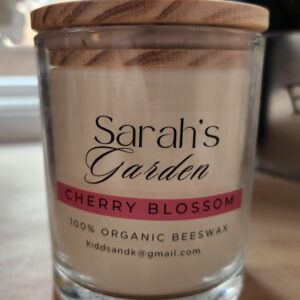 Sarah's
Garden
CHERRY BLOSSOM
100% ORGANIC BEESWAX
kiddsandk@gmail.com